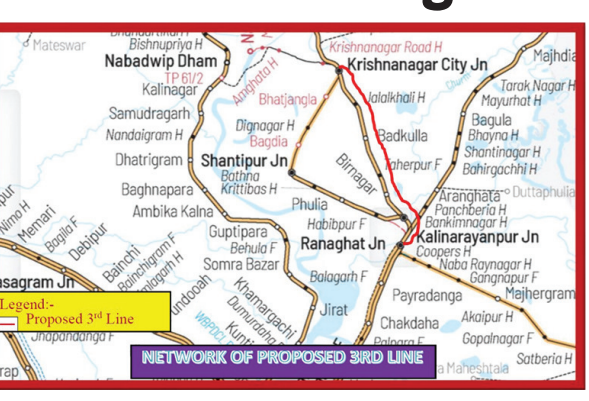 Mateswar
Bishnupriya H
Nabadwip Dham
TP 61/2
Kalinagar
Amghata H
Krishnanagar Road H
Krishnanagar City Jn
Majhdia
Bhatjangla
Jalalkhali H
Tarak Nagar H
Mayurhat H
Samudragarh
Nandaigram H
Dignagar H
Bagdia
Badkulla
Bagula
Bhayna H
Shantinagar H
Bahirgachhi H
Dhatrigram
Shantipur Jn
Bathna
Krittibas H
Birnagar
Taherpur F
Baghnapara
Ambika Kalna
Phulia
Habibpur F
Aranghata
Duttaphulia
Panchberia H
Bankimnagar H
Kalinarayanpur Jn
Nimo H
Memari
Bagila F
Debipur
Bainchi
Bainchigram F
Guptipara
Behula F
Somra Bazar
Ranaghat Jn
Coopers H
Naba Raynagar H
Gangnapur F
Majhergram
Balagarh F
Khamargachi
Dumurdaha
Jirat
Payradanga
Akaipur H
Gopalnagar F
Chakdaha
Satberia H
Legend:-
Proposed 3rd Line
NETWORK OF PROPOSED 3RD LINE